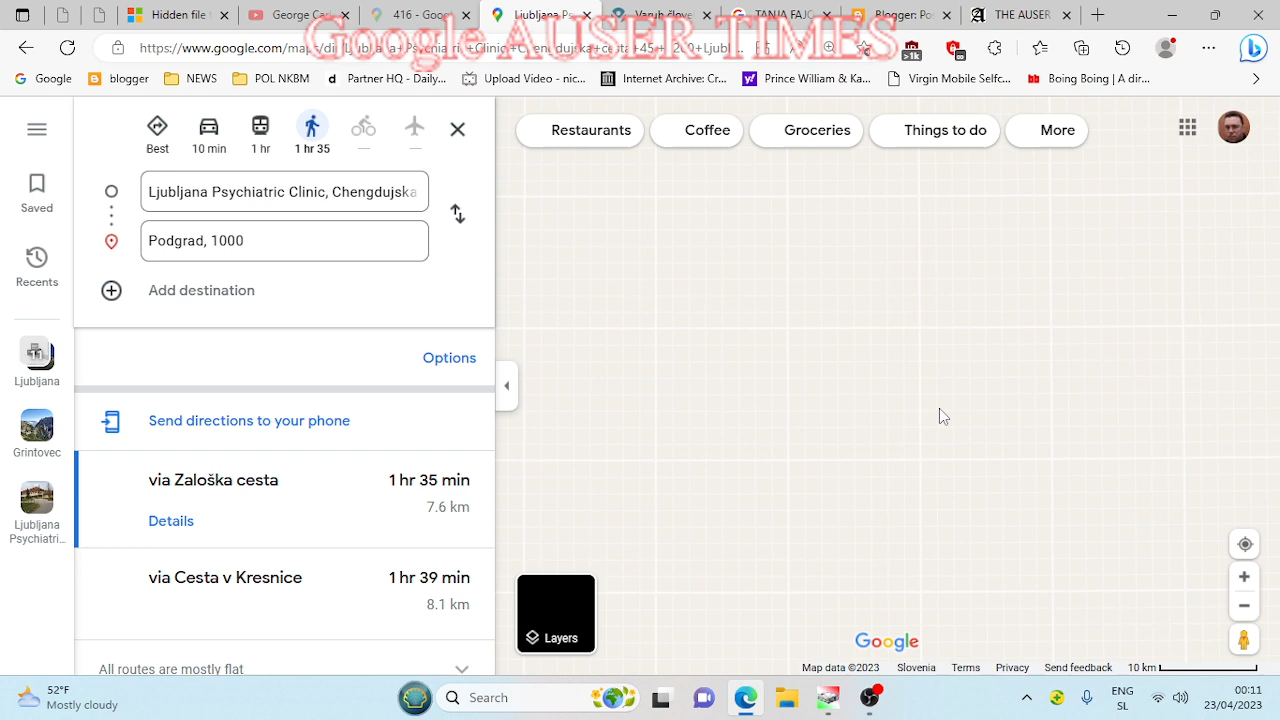 Google AUSER TIMES
Hidden file
George Car
416 - Goog
Ljubljana Ps
Varuh člove
TANJA FAJO
Blogger: Po
Google
blogger
NEWS
POL NKBM
Partner HQ - Daily...
Upload Video - nic...
Internet Archive: Cr...
Prince William & Ka...
Virgin Mobile Selfc...
Boing Boing | A dir...
>1k
Best
10 min
1 hr
1 hr 35
Ljubljana Psychiatric Clinic, Chengdujska
Podgrad, 1000
Add destination
Saved
Recents
Ljubljana
Grintovec
Ljubljana
Psychiatri...
Options
Send directions to your phone
via Zaloška cesta 1 hr 35 min
7.6 km
Details
via Cesta v Kresnice 1 hr 39 min
8.1 km
All routes are mostly flat
Restaurants
Coffee
Groceries
Things to do
More
Layers
Google
Map data ©2023 Slovenia Terms Privacy Send feedback 10 km
52°F
Mostly cloudy
Search
SL
00:11
23/04/2023